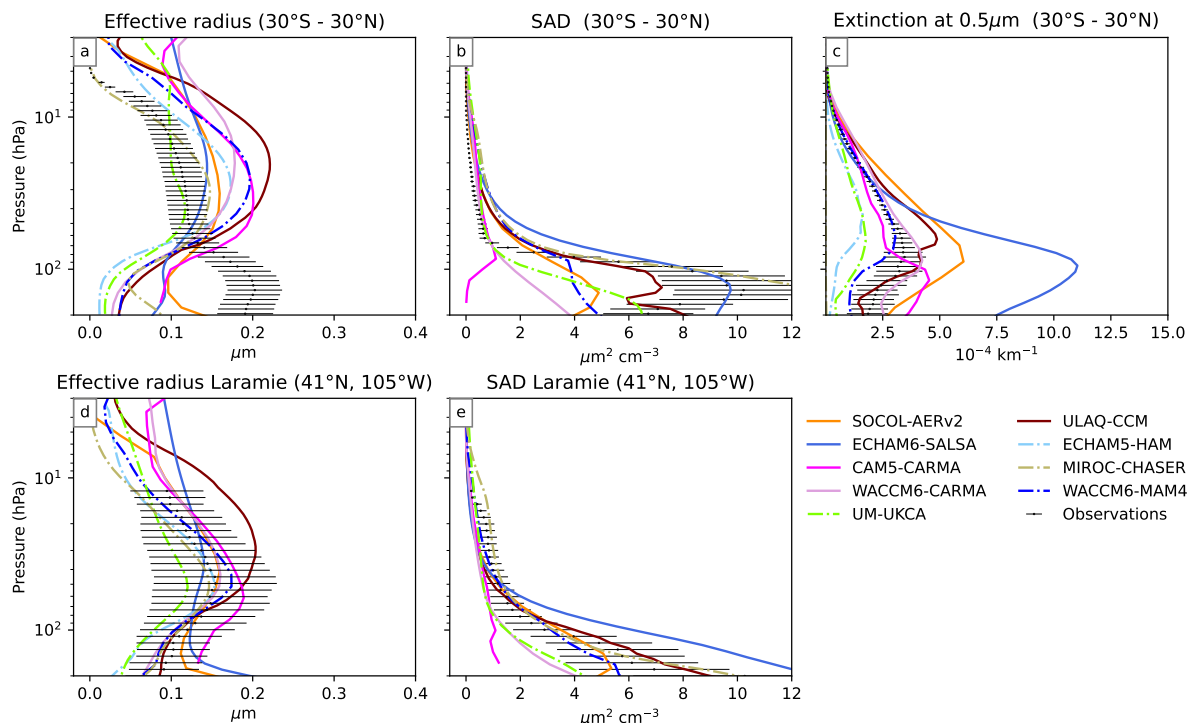 Effective radius (30°S - 30°N)
SAD (30°S - 30°N)
Extinction at 0.5μm (30°S - 30°N)
a
b
c
Pressure (hPa)
10¹
10²
0.0 0.1 0.2 0.3 0.4
μm
0 2 4 6 8 10 12
μm² cm⁻³
2.5 5.0 7.5 10.0 12.5 15.0
10⁻⁴ km⁻¹
Effective radius Laramie (41°N, 105°W)
SAD Laramie (41°N, 105°W)
d
e
Pressure (hPa)
10¹
10²
0.0 0.1 0.2 0.3 0.4
μm
0 2 4 6 8 10 12
μm² cm⁻³
SOCOL-AERv2
ECHAM6-SALSA
CAM5-CARMA
WACCM6-CARMA
UM-UKCA
ULAQ-CCM
ECHAM5-HAM
MIROC-CHASER
WACCM6-MAM4
Observations